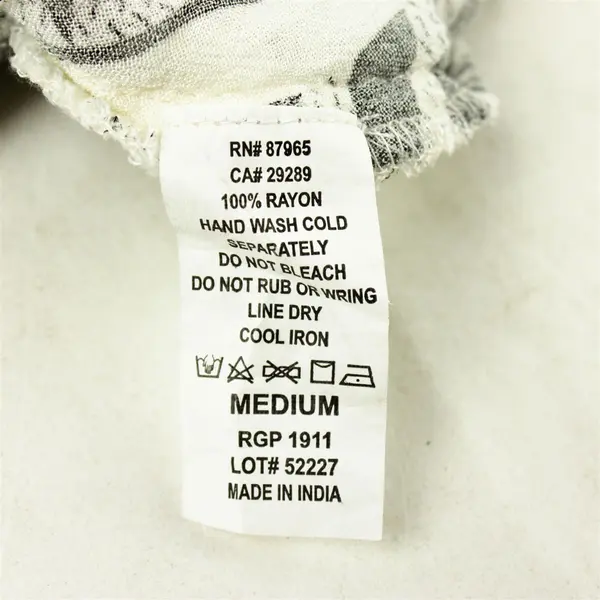 RN# 87965
CA# 29289
100% RAYON
HAND WASH COLD
SEPARATELY
DO NOT BLEACH
DO NOT RUB OR WRING
LINE DRY
COOL IRON
MEDIUM
RGP 1911
LOT# 52227
MADE IN INDIA